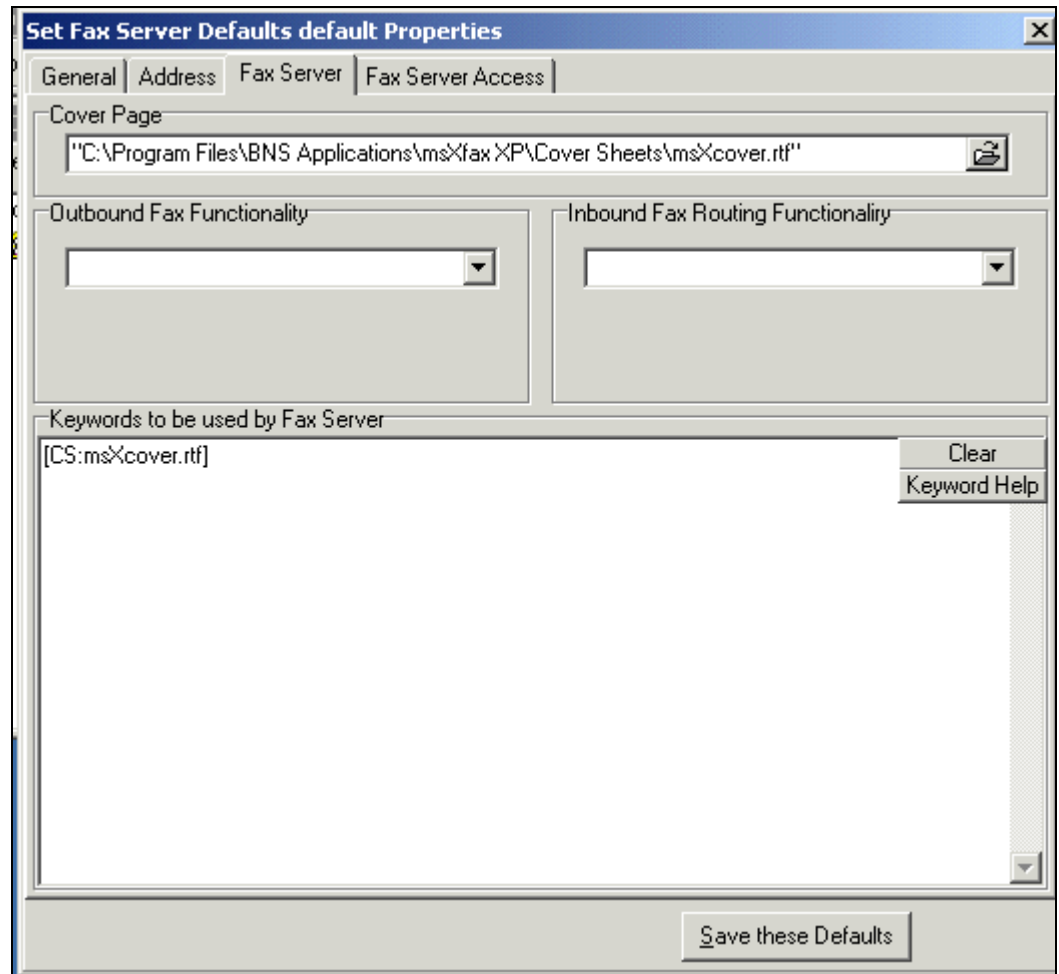 Set Fax Server Defaults default Properties
General Address Fax Server Fax Server Access
Cover Page
"C:\Program Files\BNS Applications\msXfax XP\Cover Sheets\msXcover.rtf"
Outbound Fax Functionality Inbound Fax Routing Functionaliry
Keywords to be used by Fax Server
[CS:msXcover.rtf] Clear
Keyword Help
Save these Defaults